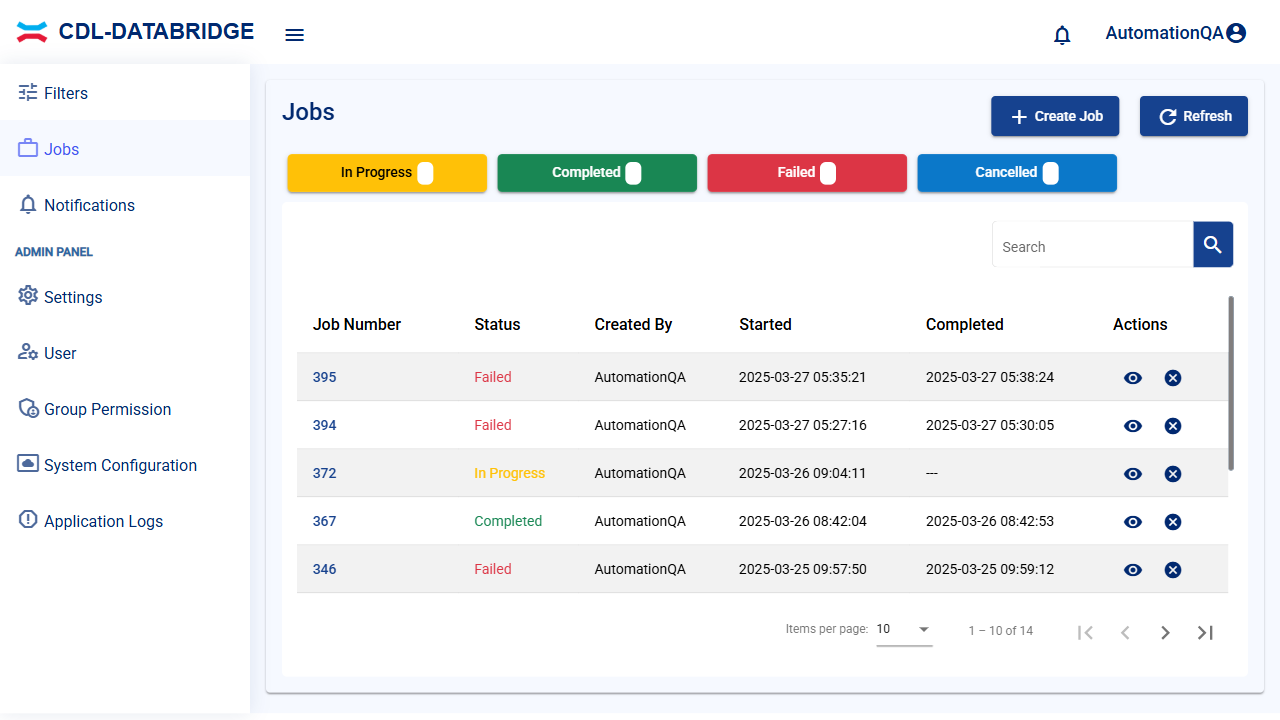 CDL-DATABRIDGE
AutomationQA
Filters
Jobs
Notifications
ADMIN PANEL
Settings
User
Group Permission
System Configuration
Application Logs
Jobs
Create Job
Refresh
In Progress
Completed
Failed
Cancelled
Search
Job Number Status Created By Started Completed Actions
395 Failed AutomationQA 2025-03-27 05:35:21 2025-03-27 05:38:24
394 Failed AutomationQA 2025-03-27 05:27:16 2025-03-27 05:30:05
372 In Progress AutomationQA 2025-03-26 09:04:11 ---
367 Completed AutomationQA 2025-03-26 08:42:04 2025-03-26 08:42:53
346 Failed AutomationQA 2025-03-25 09:57:50 2025-03-25 09:59:12
Items per page: 10 1 – 10 of 14